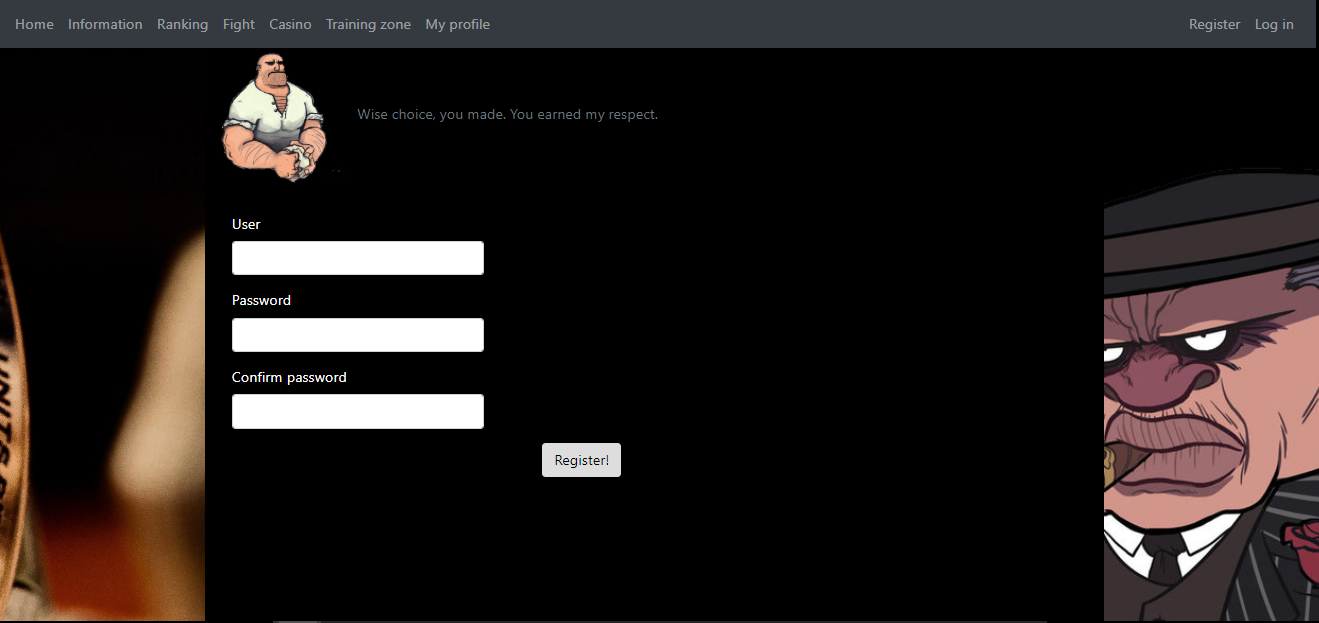 Home Information Ranking Fight Casino Training zone My profile Register Log in
Wise choice, you made. You earned my respect.
User
Password
Confirm password
Register!